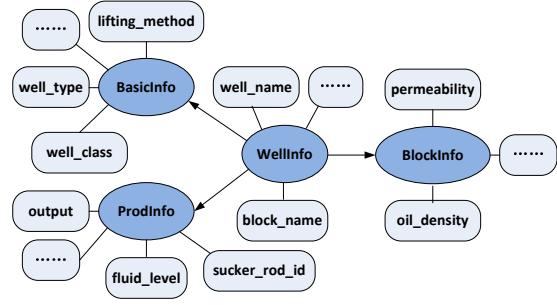 lifting_method
......
well_type
BasicInfo
well_name
......
permeability
well_class
WellInfo
BlockInfo
......
output
ProdInfo
block_name
oil_density
......
fluid_level
sucker_rod_id